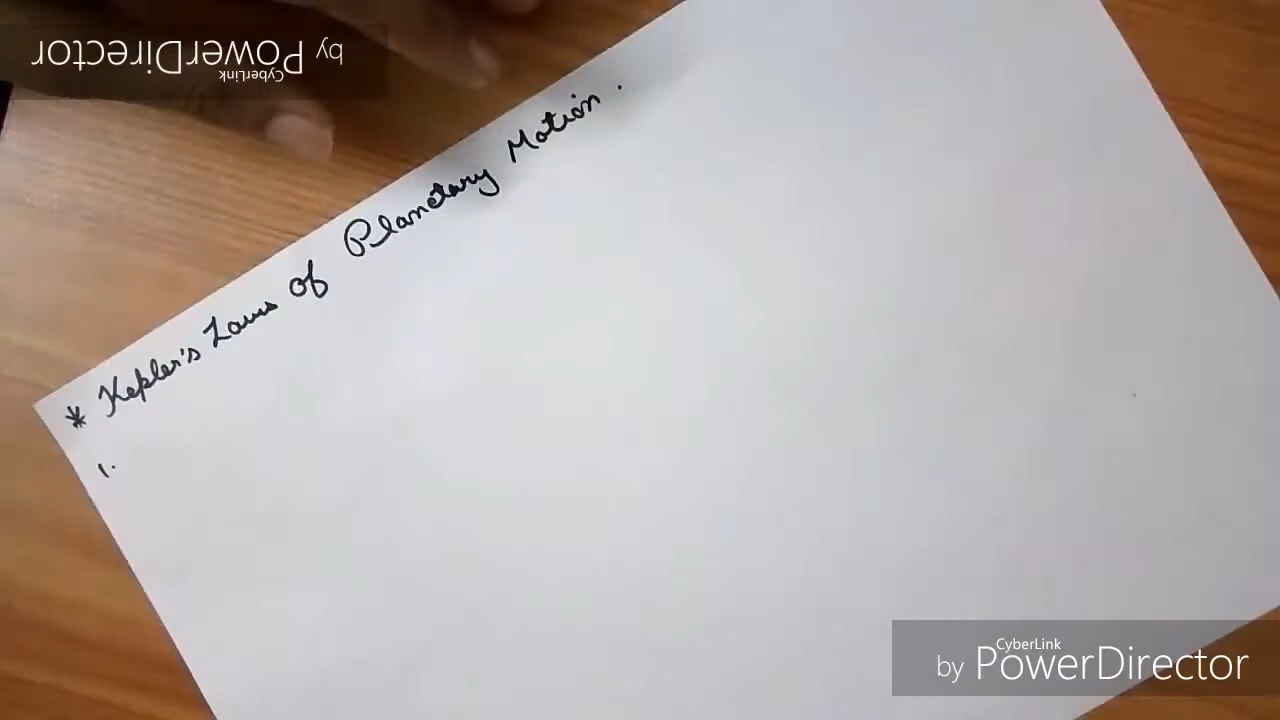 by PowerDirector
CyberLink
* Kepler's Laws of Planetary Motion.
1.
CyberLink
by PowerDirector